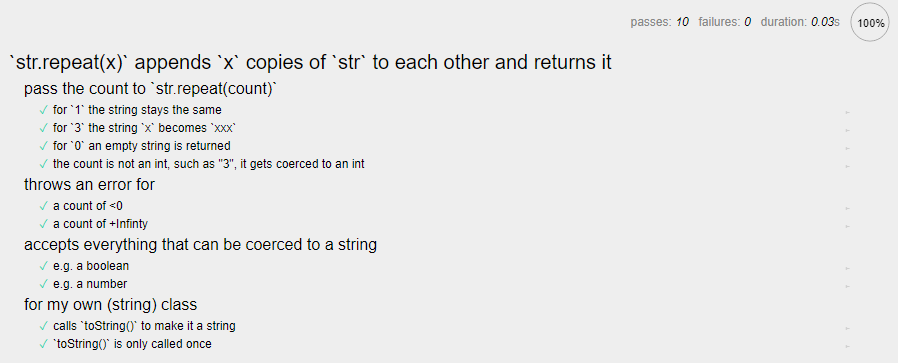 passes: 10 failures: 0 duration: 0.03s 100%
`str.repeat(x)` appends `x` copies of `str` to each other and returns it
pass the count to `str.repeat(count)`
✓ for `1` the string stays the same
✓ for `3` the string `x` becomes `xxx`
✓ for `0` an empty string is returned
✓ the count is not an int, such as "3", it gets coerced to an int
throws an error for
✓ a count of <0
✓ a count of +Infinty
accepts everything that can be coerced to a string
✓ e.g. a boolean
✓ e.g. a number
for my own (string) class
✓ calls `toString()` to make it a string
✓ `toString()` is only called once